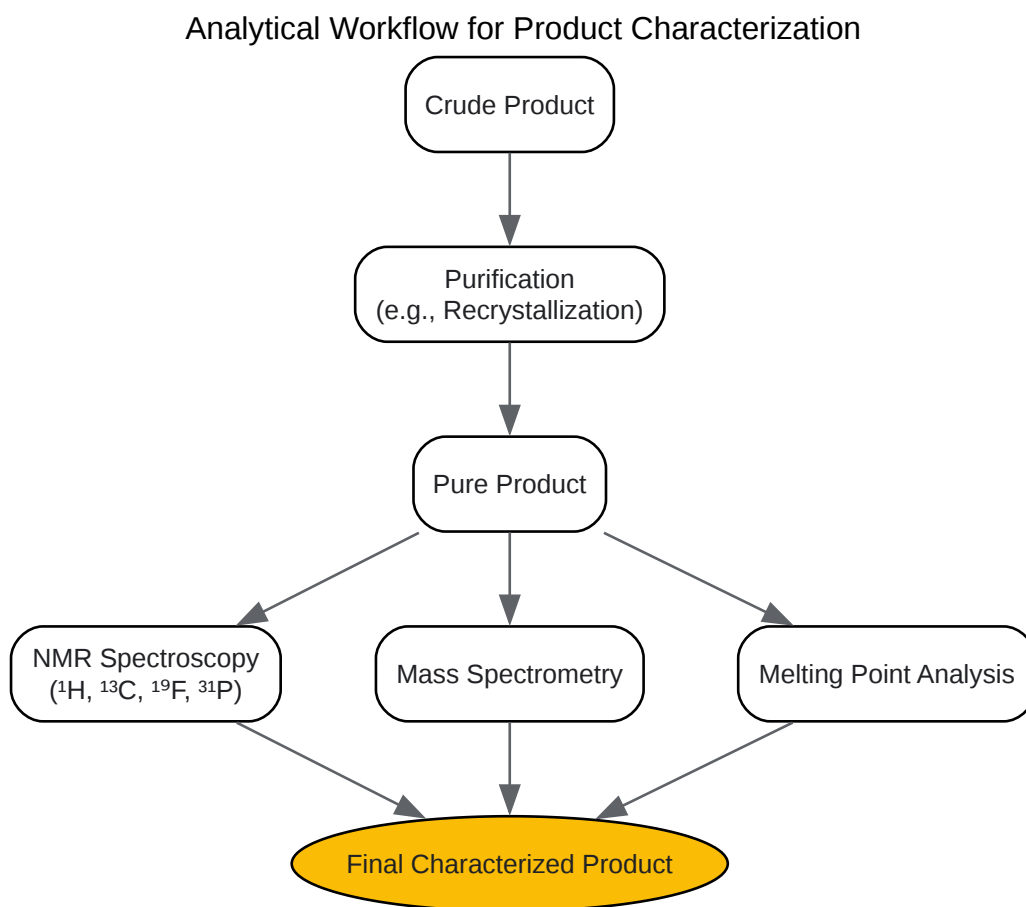 Analytical Workflow for Product Characterization
Crude Product
Purification
(e.g., Recrystallization)
Pure Product
NMR Spectroscopy
(¹H, ¹³C, ¹⁹F, ³¹P)
Mass Spectrometry
Melting Point Analysis
Final Characterized Product